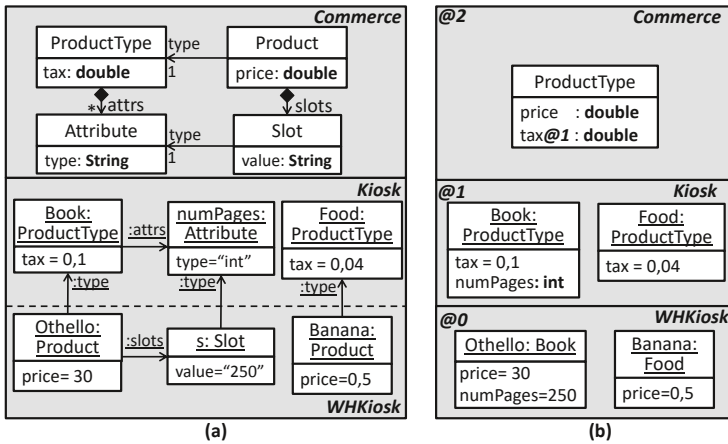 Commerce
ProductType
tax: double
type
1
Product
price: double
*
attrs
slots
Attribute
type: String
type
1
Slot
value: String
Kiosk
Book:
ProductType
tax = 0,1
:attrs
numPages:
Attribute
type="int"
Food:
ProductType
tax = 0,04
:type
:type
:type
Othello:
Product
price= 30
:slots
s: Slot
value="250"
Banana:
Product
price=0,5
WHKiosk
(a)
@2
Commerce
ProductType
price : double
tax@1 : double
@1
Kiosk
Book:
ProductType
tax = 0,1
numPages: int
Food:
ProductType
tax = 0,04
@0
WHKiosk
Othello: Book
price= 30
numPages=250
Banana:
Food
price=0,5
(b)